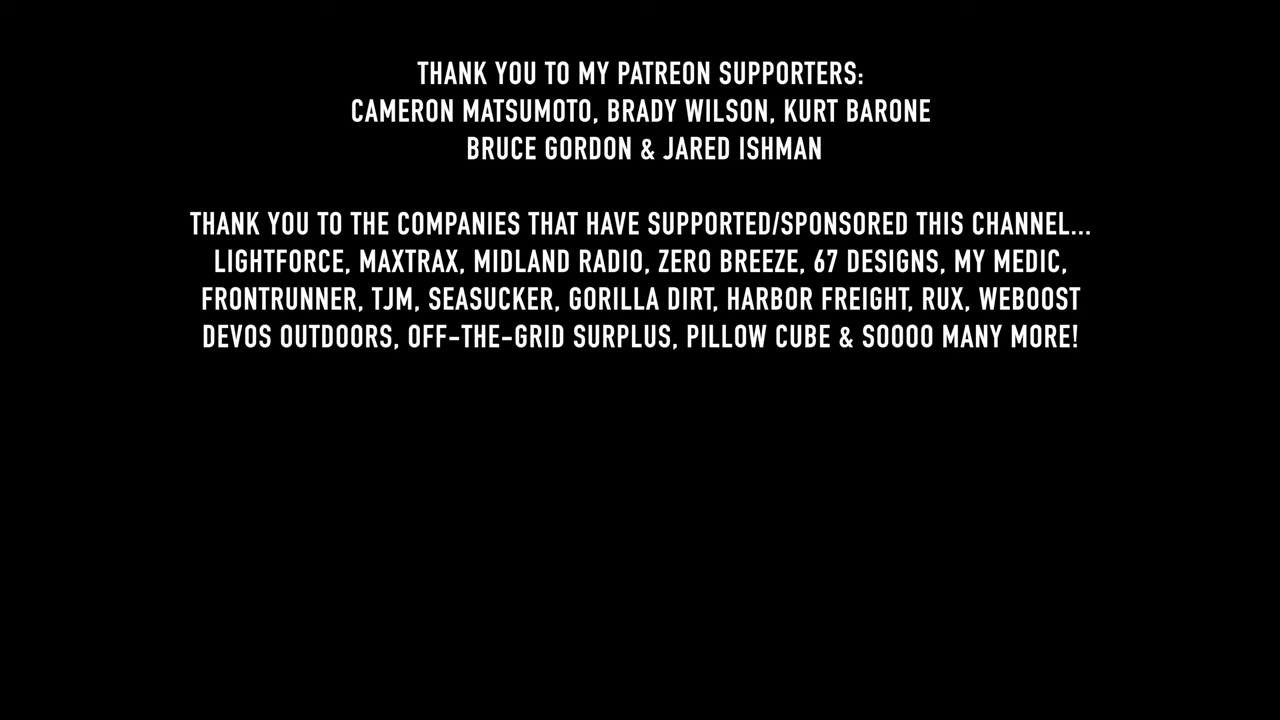 THANK YOU TO MY PATREON SUPPORTERS:
CAMERON MATSUMOTO, BRADY WILSON, KURT BARONE
BRUCE GORDON & JARED ISHMAN
THANK YOU TO THE COMPANIES THAT HAVE SUPPORTED/SPONSORED THIS CHANNEL...
LIGHTFORCE, MAXTRAX, MIDLAND RADIO, ZERO BREEZE, 67 DESIGNS, MY MEDIC,
FRONTRUNNER, TJM, SEASUCKER, GORILLA DIRT, HARBOR FREIGHT, RUX, WEBOOST
DEVOS OUTDOORS, OFF-THE-GRID SURPLUS, PILLOW CUBE & SOOOO MANY MORE!